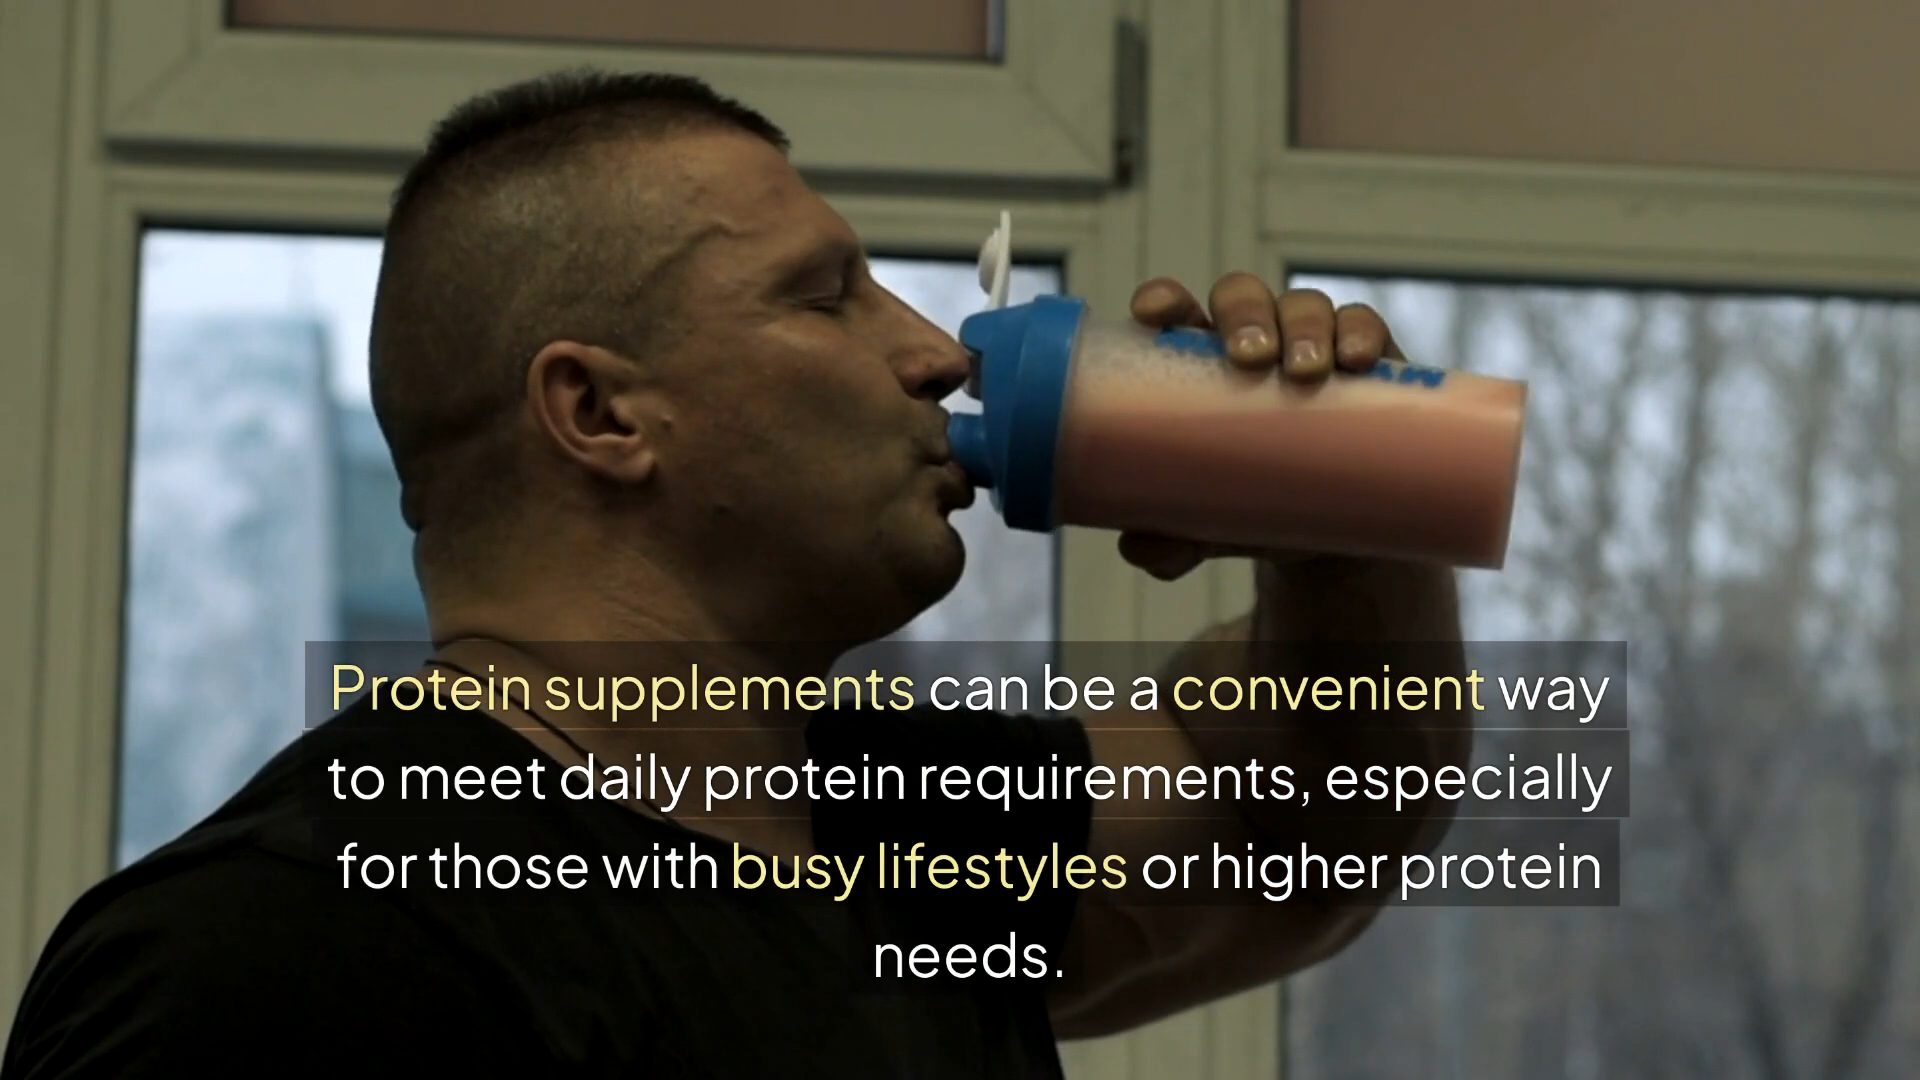 Protein supplements can be a convenient way
to meet daily protein requirements, especially
for those with busy lifestyles or higher protein
needs.